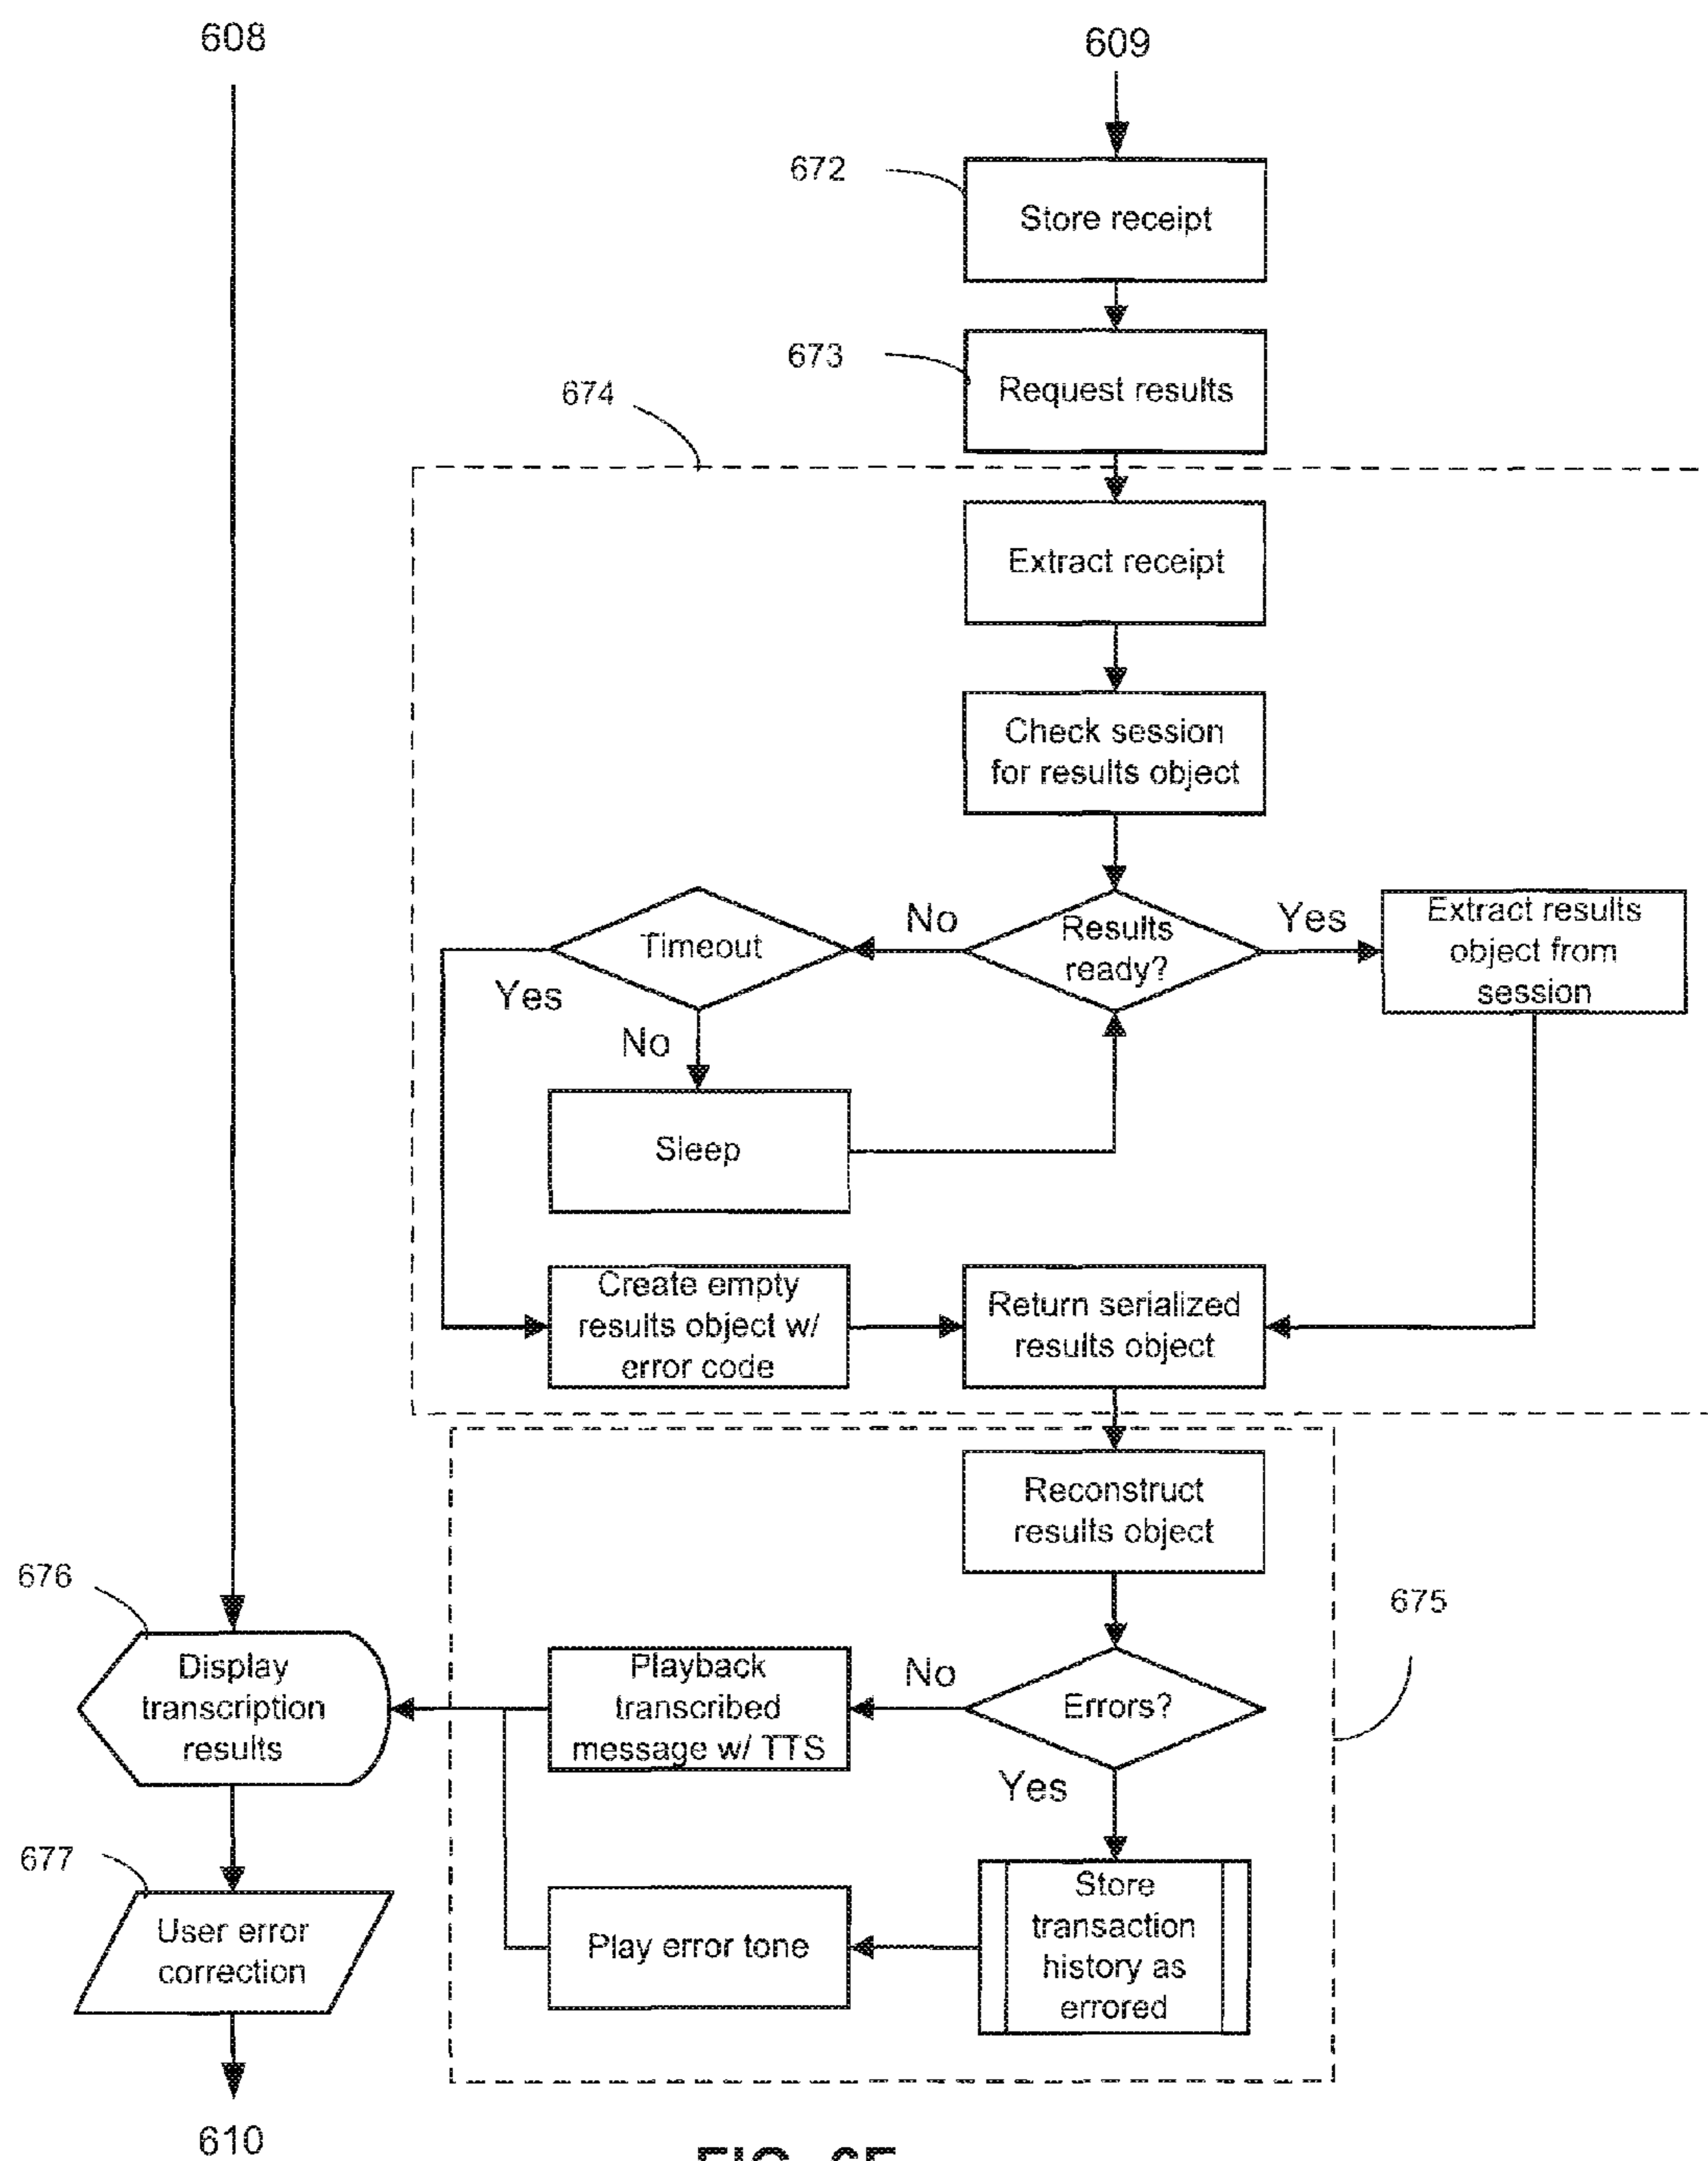 608
609
672
Store receipt
673
Request results
674
Extract receipt
Check session
for results object
Timeout
No
Results
ready?
Yes
Extract results
object from
session
Yes
No
Sleep
Create empty
results object w/
error code
Return serialized
results object
Reconstruct
results object
675
676
Display
transcription
results
Playback
transcribed
message w/ TTS
No
Errors?
Yes
677
User error
correction
Play error tone
Store
transaction
history as
errored
610